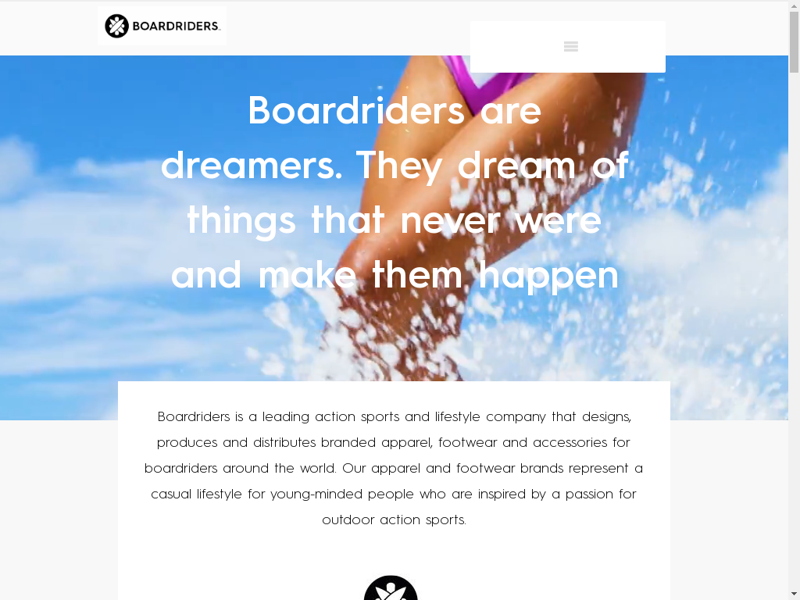 BOARDRIDERS
Boardriders are
dreamers. They dream of
things that never were
and make them happen
Boardriders is a leading action sports and lifestyle company that designs,
produces and distributes branded apparel, footwear and accessories for
boardriders around the world. Our apparel and footwear brands represent a
casual lifestyle for young-minded people who are inspired by a passion for
outdoor action sports.